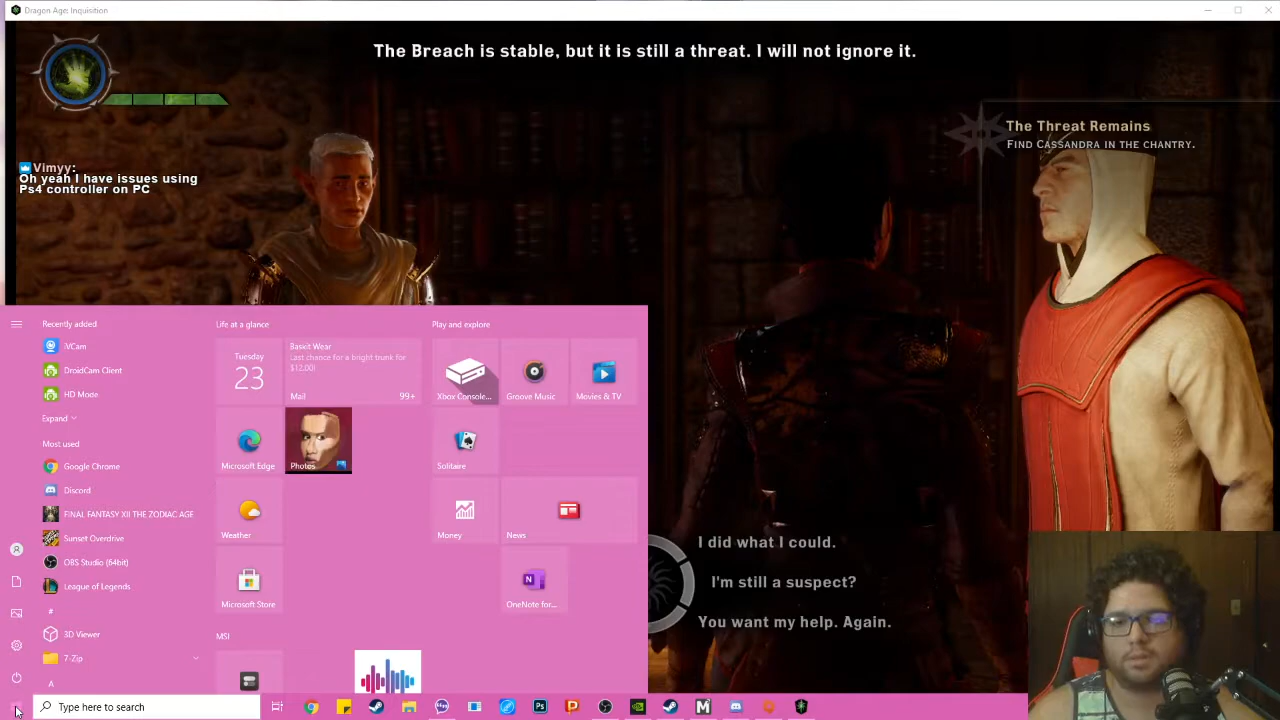 Dragon Age: Inquisition
The Breach is stable, but it is still a threat. I will not ignore it.
The Threat Remains
FIND CASSANDRA IN THE CHANTRY.
Vimyy:
Oh yeah I have issues using
Ps4 controller on PC
Recently added
iVCam
DroidCam Client
HD Mode
Expand
Most used
Google Chrome
Discord
FINAL FANTASY XII THE ZODIAC AGE
Sunset Overdrive
OBS Studio (64bit)
League of Legends
#
3D Viewer
7-Zip
A
Life at a glance
Tuesday
23
Baskit Wear
Last chance for a bright trunk for
$12.00!
Mail
99+
Microsoft Edge
Photos
Weather
Microsoft Store
MSI
Play and explore
Xbox Console...
Groove Music
Movies & TV
Solitaire
Money
News
OneNote for...
I did what I could.
I'm still a suspect?
You want my help. Again.
Type here to search